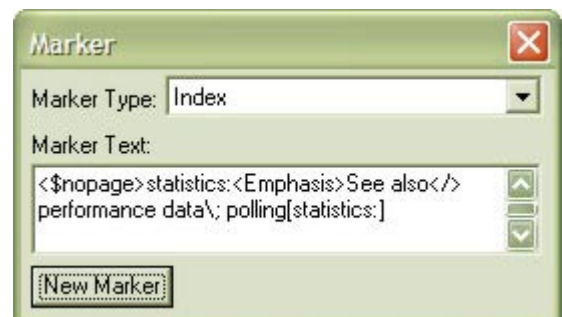 Marker
Marker Type: Index
Marker Text:
<$nopage>statistics:<Emphasis>See also</>
performance data\; polling[statistics:]
New Marker